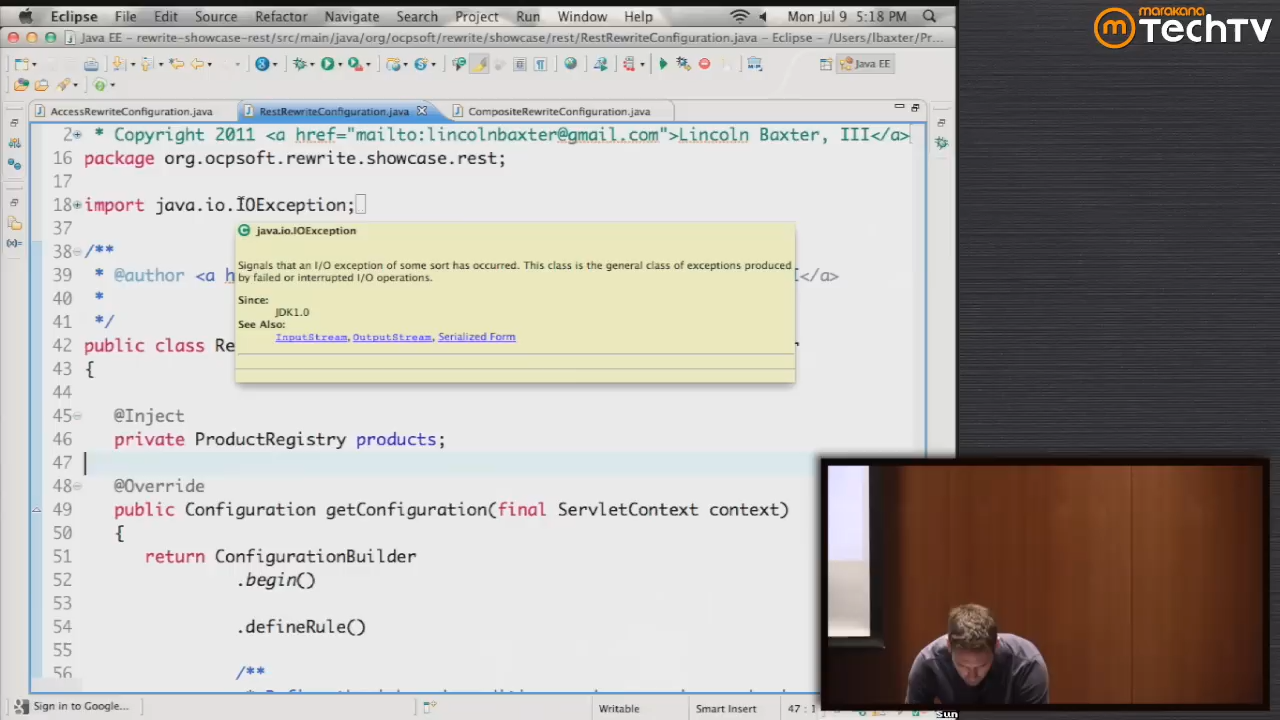 Eclipse File Edit Source Refactor Navigate Search Project Run Window Help Mon Jul 9 5:18 PM
marakana
TechTV
Java EE - rewrite-showcase-rest/src/main/java/org/ocpsoft/rewrite/showcase/rest/RestRewriteConfiguration.java - Eclipse - /Users/lbaxter/Pr...
Java EE
AccessRewriteConfiguration.java RestRewriteConfiguration.java CompositeRewriteConfiguration.java
2 * Copyright 2011 <a href="mailto:lincolnbaxter@gmail.com">Lincoln Baxter, III</a>
16 package org.ocpsoft.rewrite.showcase.rest;
17
18 import java.io.IOException;
37
java.io.IOException
38 /**
Signals that an I/O exception of some sort has occurred. This class is the general class of exceptions produced
by failed or interrupted I/O operations.
39 * @author <a h </a>
40 *
Since:
JDK1.0
41 */
See Also:
InputStream, OutputStream, Serialized Form
42 public class Re
43 {
44
45 @Inject
46 private ProductRegistry products;
47
48 @Override
49 public Configuration getConfiguration(final ServletContext context)
50 {
51 return ConfigurationBuilder
52 .begin()
53
54 .defineRule()
55
56 /**
Sign in to Google... Writable Smart Insert 47 : 1
Sun